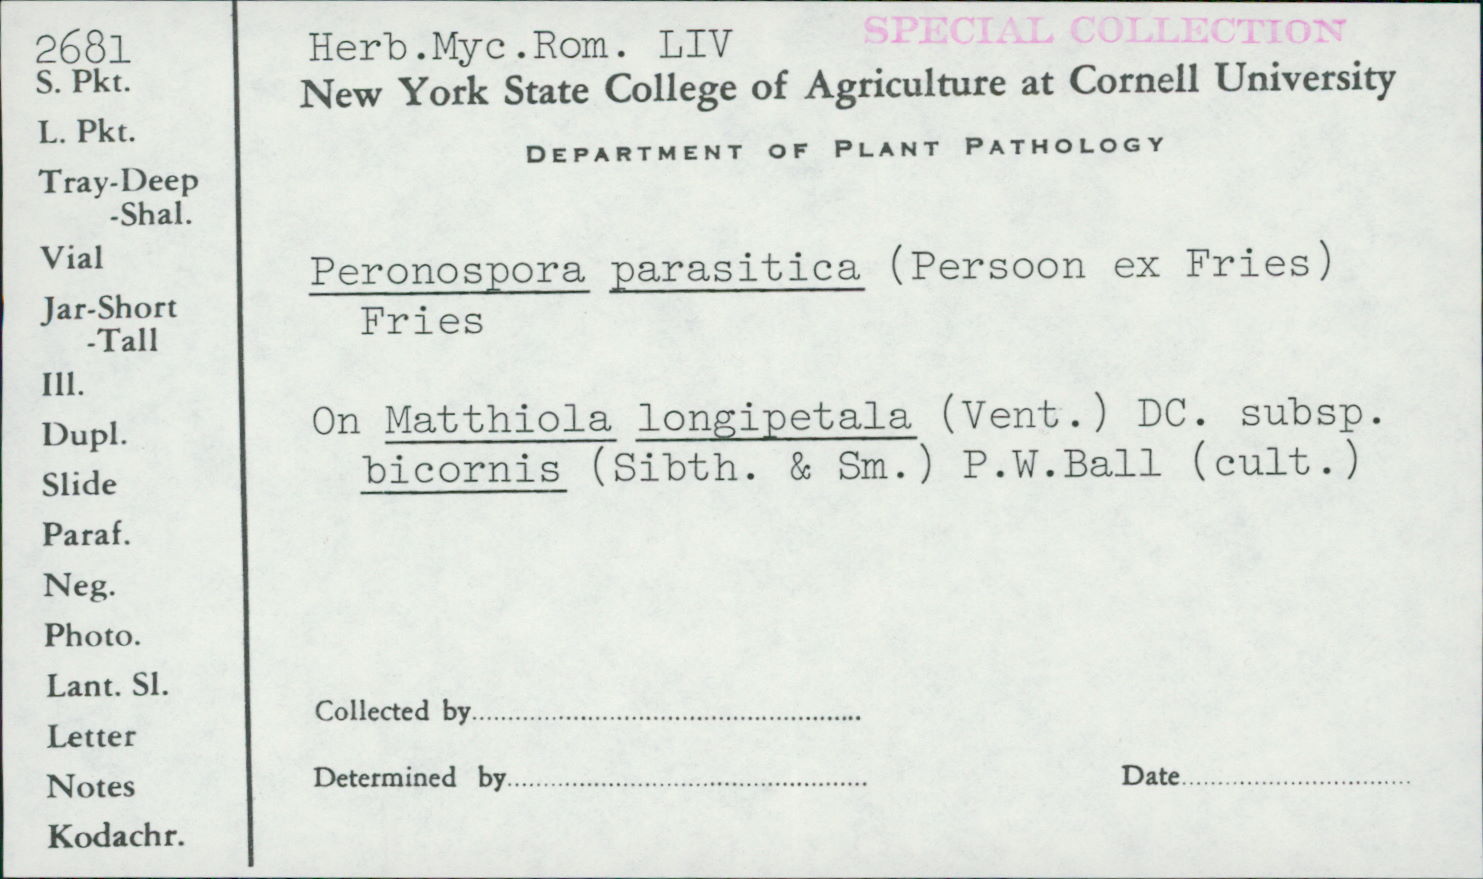 2681
S. Pkt.
L. Pkt.
Tray-Deep
-Shal.
Vial
Jar-Short
-Tall
Ill.
Dupl.
Slide
Paraf.
Neg.
Photo.
Lant. Sl.
Letter
Notes
Kodachr.
Herb.Myc.Rom. LIV
SPECIAL COLLECTION
New York State College of Agriculture at Cornell University
DEPARTMENT OF PLANT PATHOLOGY
Peronospora parasitica (Persoon ex Fries)
Fries
On Matthiola longipetala (Vent.) DC. subsp.
bicornis (Sibth. & Sm.) P.W.Ball (cult.)
Collected by
Determined by
Date